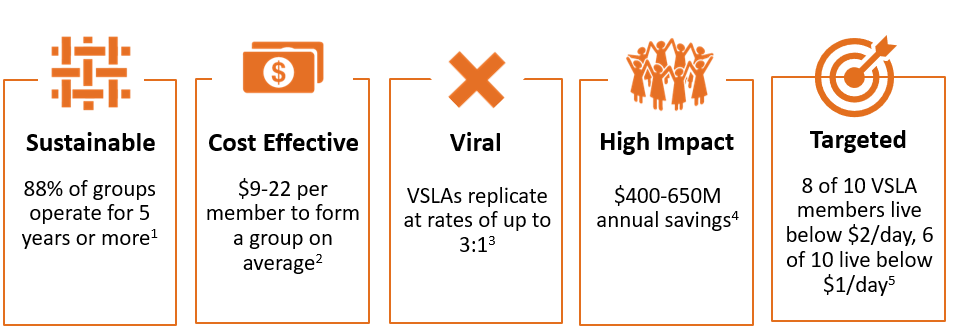 $
Sustainable
88% of groups
operate for 5
years or more¹
Cost Effective
$9-22 per
member to form
a group on
average²
Viral
VSLAs replicate
at rates of up to
3:1³
High Impact
$400-650M
annual savings⁴
Targeted
8 of 10 VSLA
members live
below $2/day, 6
of 10 live below
$1/day⁵